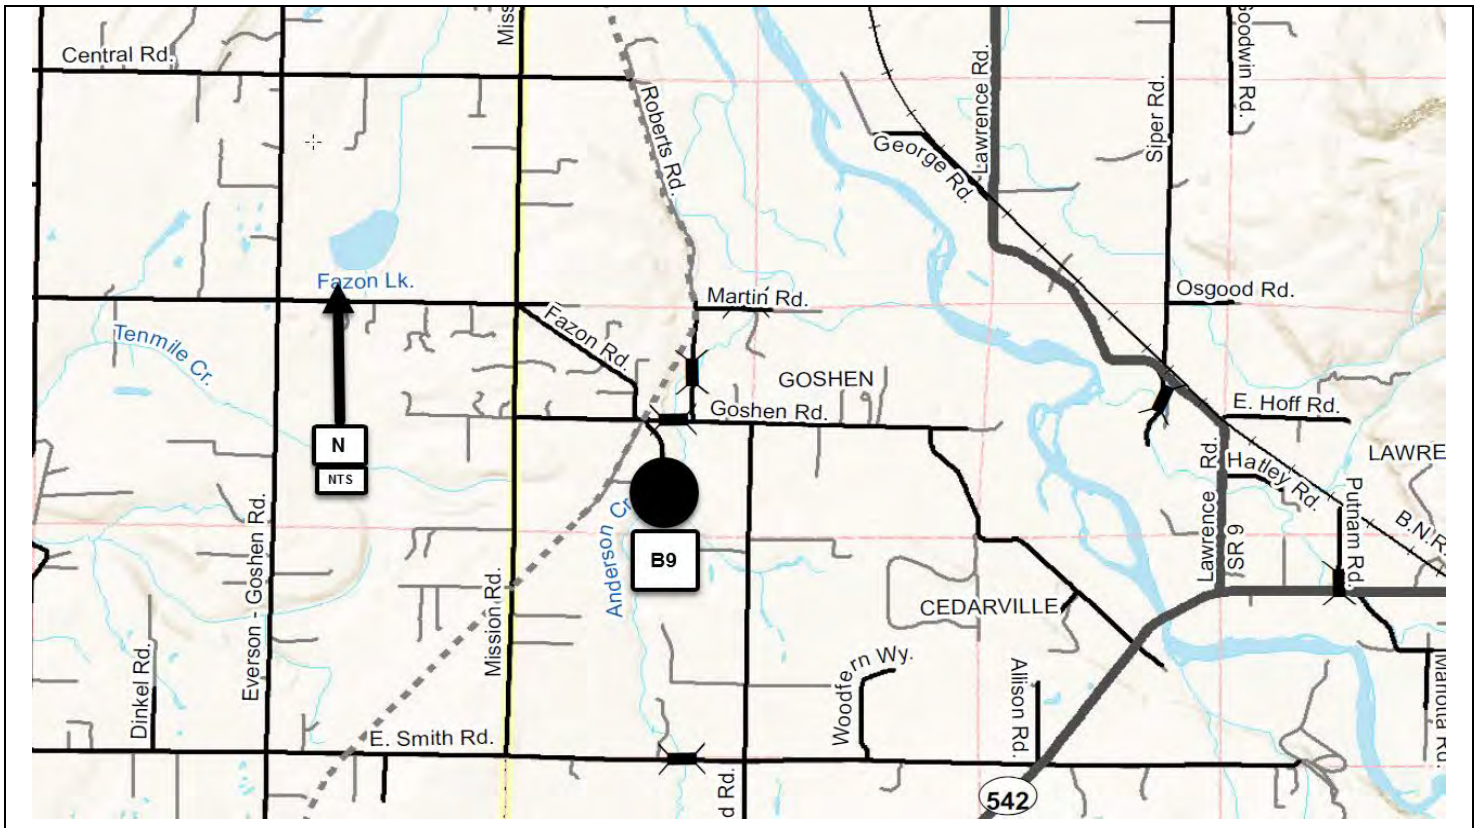 Central Rd.
Miss
Roberts Rd.
George Rd.
Lawrence Rd.
Siper Rd.
Goodwin Rd.
Fazon Lk.
Martin Rd.
Osgood Rd.
Tenmile Cr.
Fazon Rd.
GOSHEN
Goshen Rd.
E. Hoff Rd.
N
NTS
LAWRE
Hatley Rd.
Lawrence Rd.
SR 9
Putnam Rd.
B.N.R.
Everson - Goshen Rd.
Anderson Cr.
B9
Mission Rd.
CEDARVILLE
Dinkel Rd.
Woodfern Wy.
Allison Rd.
E. Smith Rd.
d Rd.
542